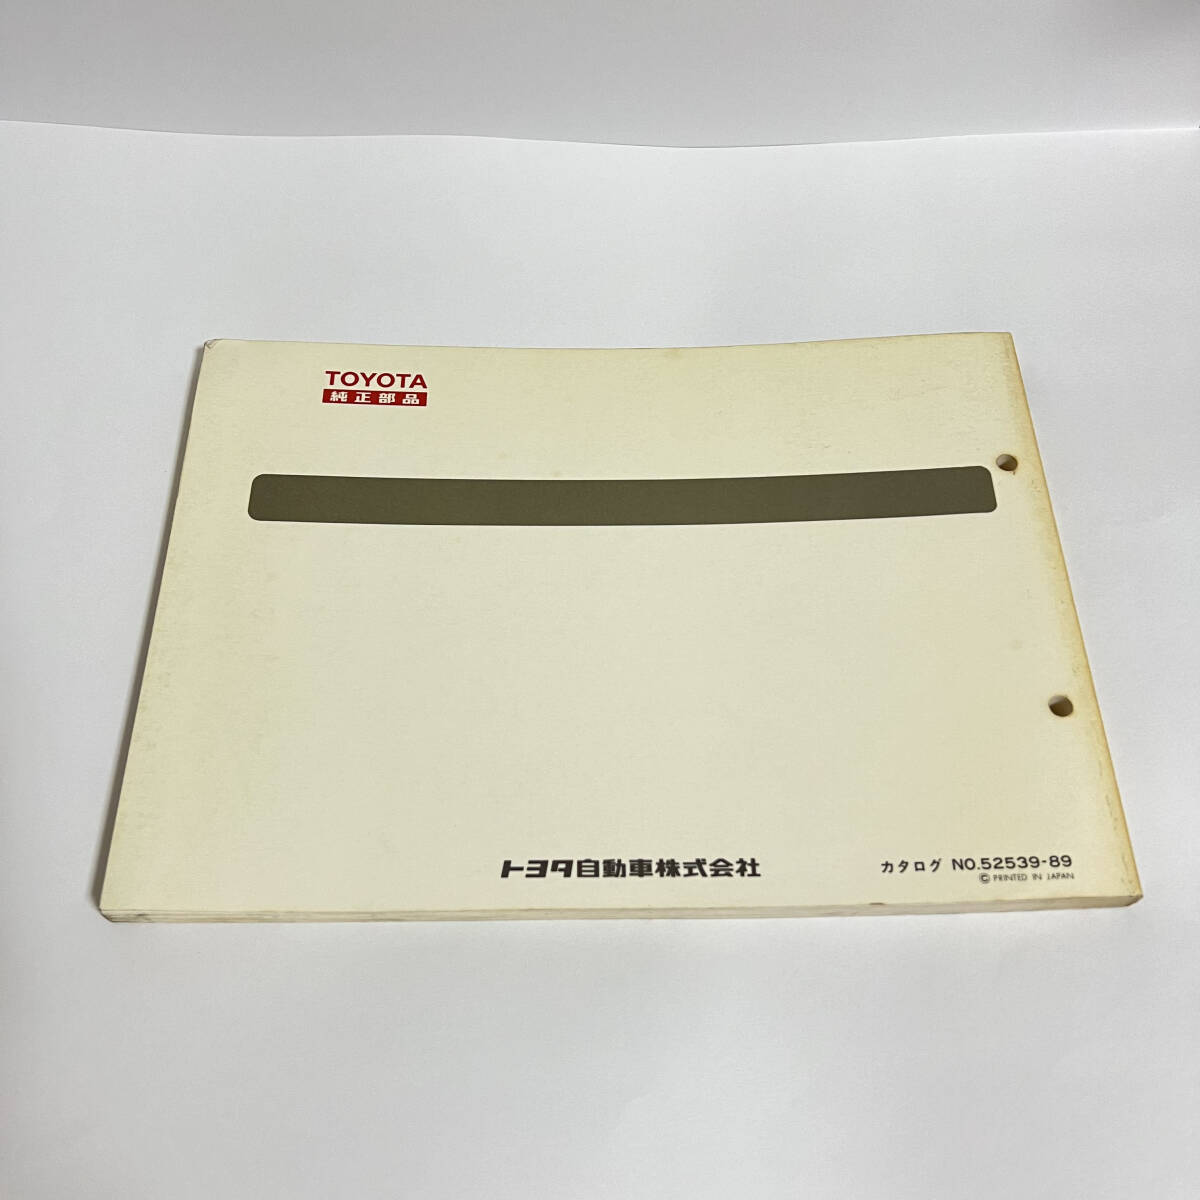 TOYOTA
純正部品
トヨタ自動車株式会社
カタログ NO.52539-89
© PRINTED IN JAPAN